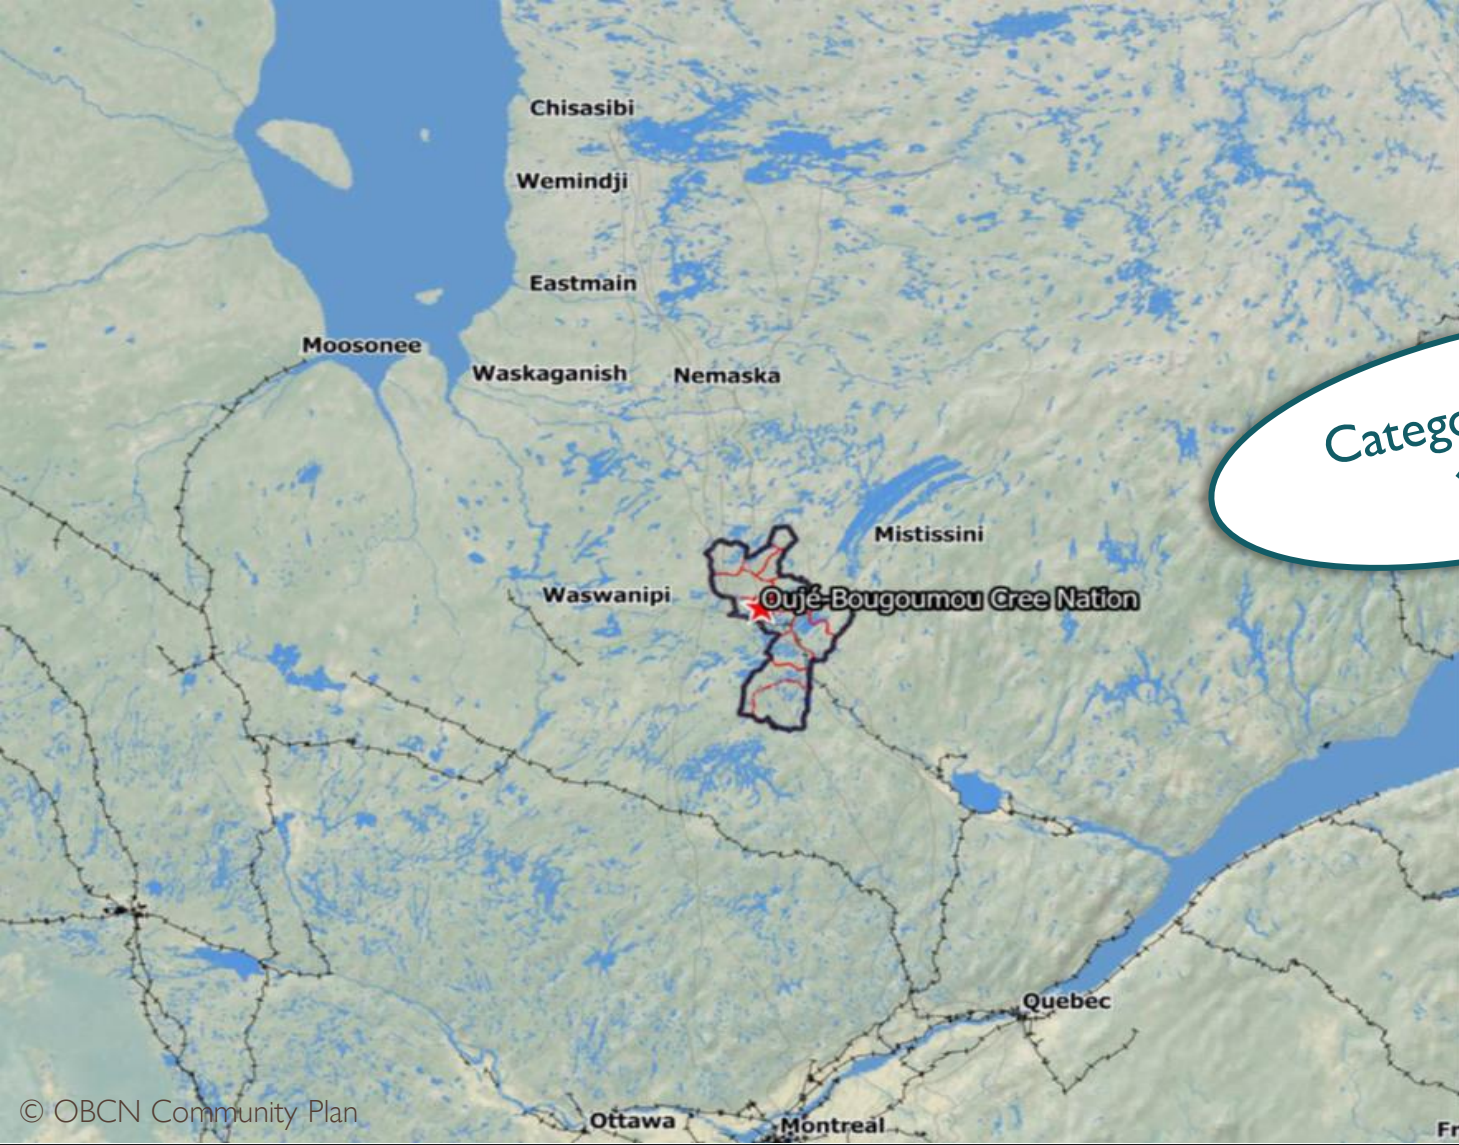 Chisasibi
Wemindji
Eastmain
Moosonee
Waskaganish
Nemaska
Mistissini
Waswanipi
Oujé-Bougoumou Cree Nation
Quebec
© OBCN Community Plan
Ottawa
Montreal